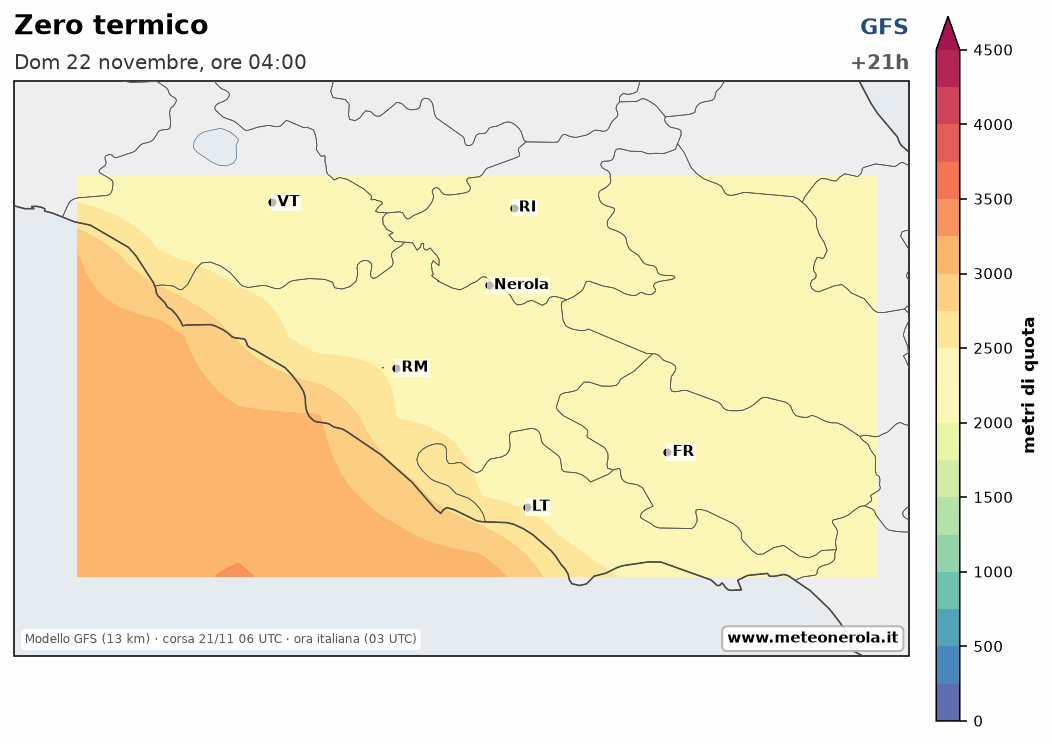 Zero termico
GFS
Dom 22 novembre, ore 04:00
+21h
VT
RI
Nerola
RM
FR
LT
Modello GFS (13 km) · corsa 21/11 06 UTC · ora italiana (03 UTC)
www.meteonerola.it
4500
4000
3500
3000
2500
2000
1500
1000
500
0
metri di quota